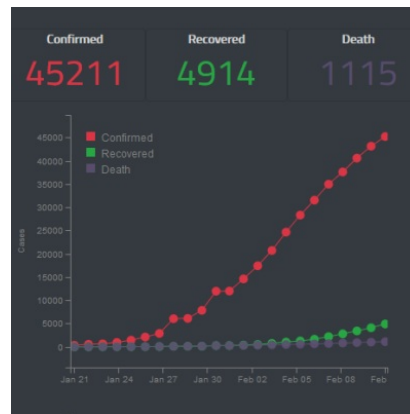 Confirmed Recovered Death
45211 4914 1115
Confirmed
Recovered
Death
45000
40000
35000
30000
25000
20000
15000
10000
5000
0
Cases
Jan 21 Jan 24 Jan 27 Jan 30 Feb 02 Feb 05 Feb 08 Feb